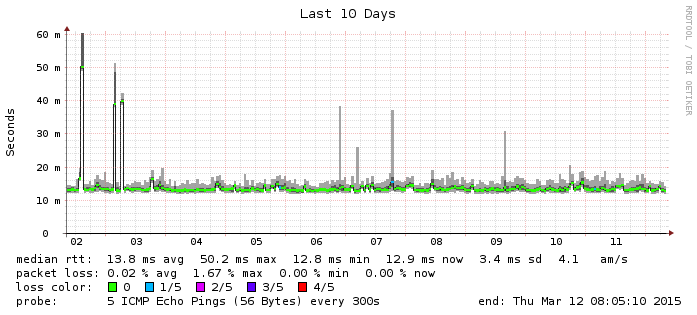 Last 10 Days
RRDTOOL / TOBI OETIKER
Seconds
60 m
50 m
40 m
30 m
20 m
10 m
0
02 03 04 05 06 07 08 09 10 11
median rtt: 13.8 ms avg 50.2 ms max 12.8 ms min 12.9 ms now 3.4 ms sd 4.1 am/s
packet loss: 0.02 % avg 1.67 % max 0.00 % min 0.00 % now
loss color: 0 1/5 2/5 3/5 4/5
probe: 5 ICMP Echo Pings (56 Bytes) every 300s end: Thu Mar 12 08:05:10 2015